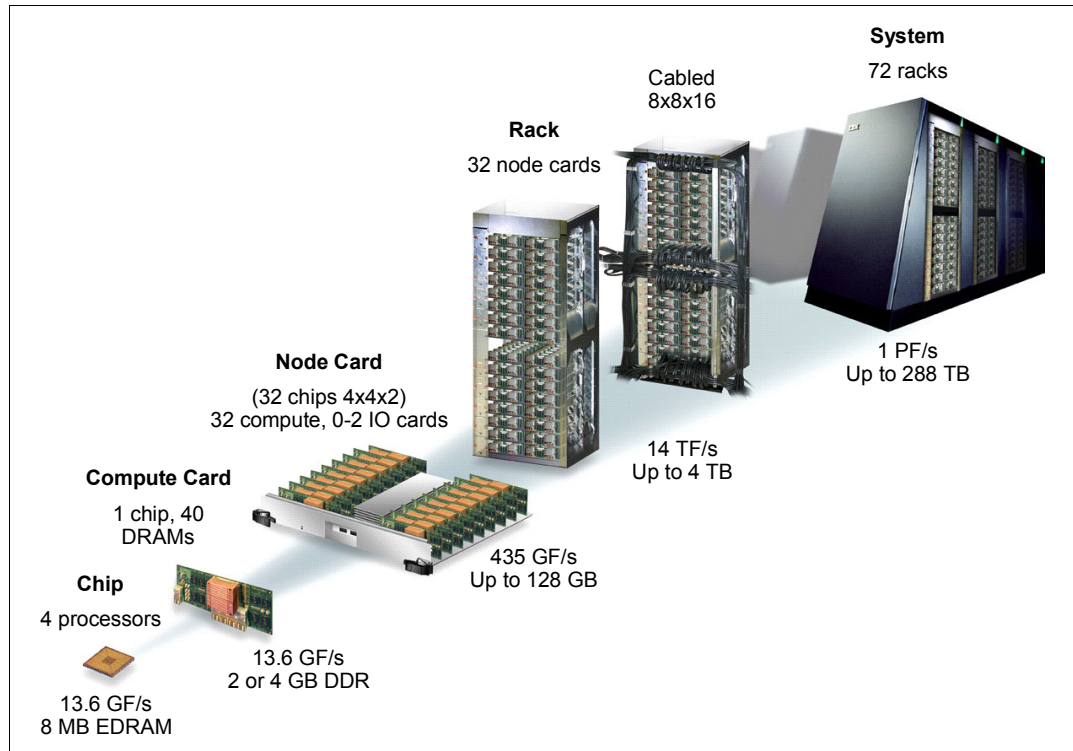 System
72 racks
Cabled
8x8x16
Rack
32 node cards
1 PF/s
Up to 288 TB
Node Card
(32 chips 4x4x2)
32 compute, 0-2 IO cards
14 TF/s
Up to 4 TB
Compute Card
1 chip, 40
DRAMs
435 GF/s
Up to 128 GB
Chip
4 processors
13.6 GF/s
2 or 4 GB DDR
13.6 GF/s
8 MB EDRAM